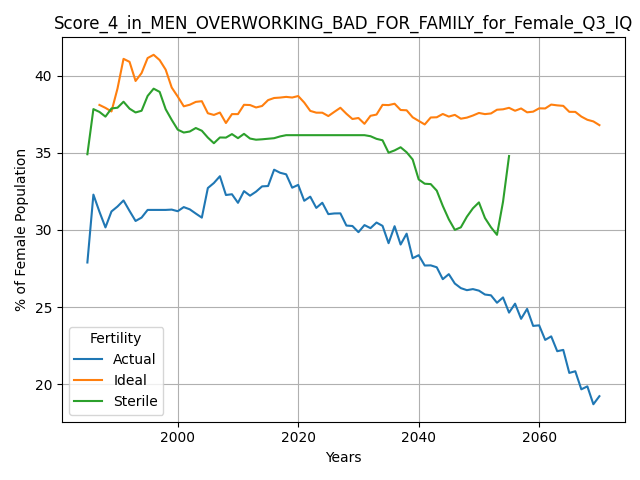 Score_4_in_MEN_OVERWORKING_BAD_FOR_FAMILY_for_Female_Q3_IQ
% of Female Population
40
35
30
25
20
Fertility
Actual
Ideal
Sterile
2000
2020
2040
2060
Years